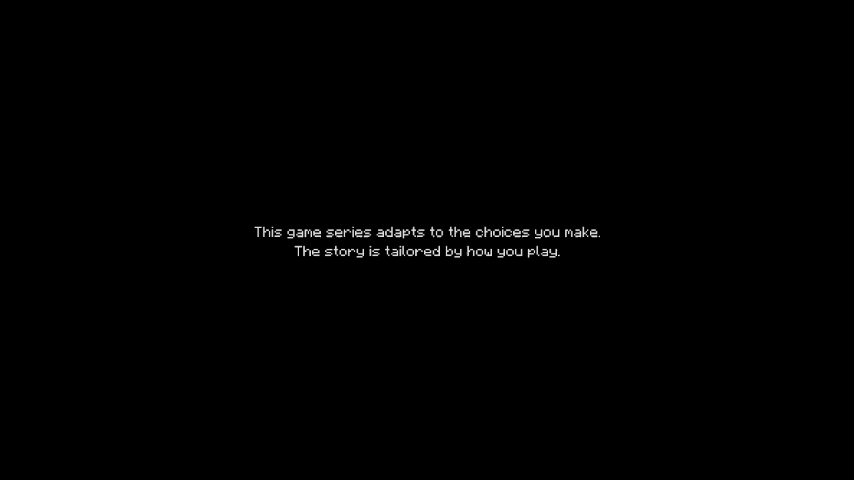 This game series adapts to the choices you make.
The story is tailored by how you play.